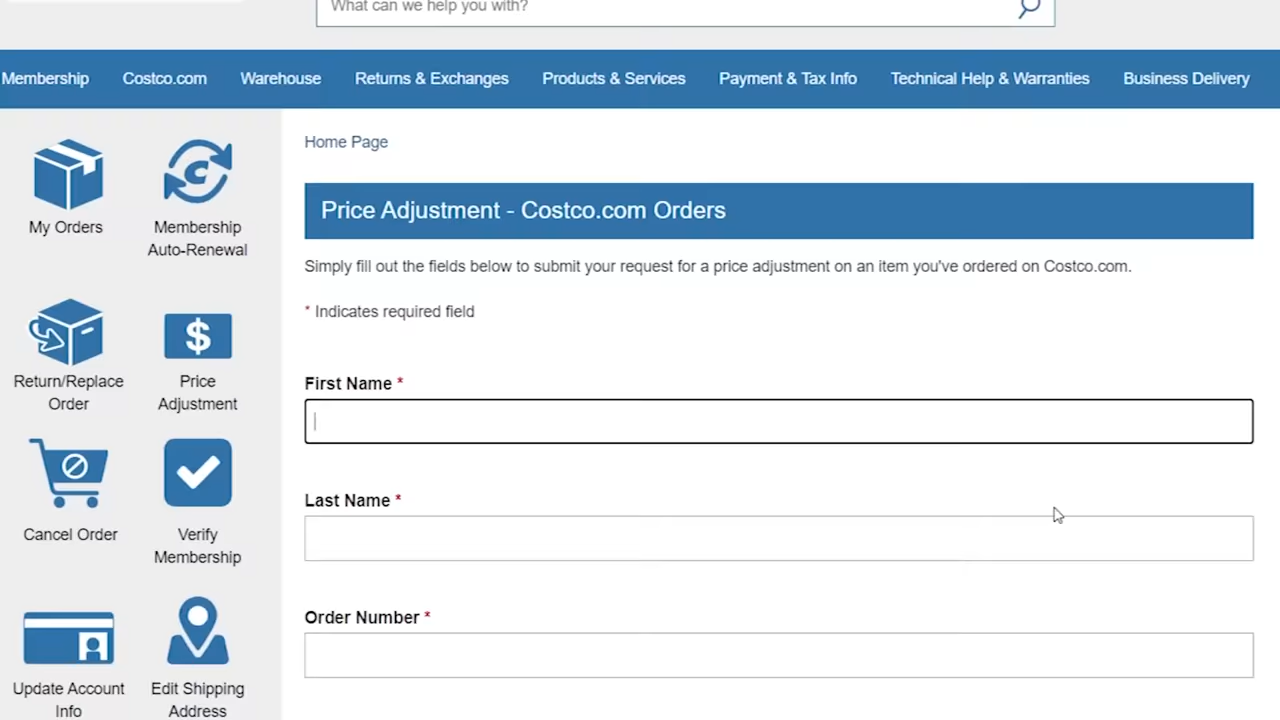 What can we help you with?
Membership Costco.com Warehouse Returns & Exchanges Products & Services Payment & Tax Info Technical Help & Warranties Business Delivery
My Orders
Membership
Auto-Renewal
Return/Replace
Order
Price
Adjustment
Cancel Order
Verify
Membership
Update Account
Info
Edit Shipping
Address
Home Page
Price Adjustment - Costco.com Orders
Simply fill out the fields below to submit your request for a price adjustment on an item you've ordered on Costco.com.
* Indicates required field
First Name *
Last Name *
Order Number *